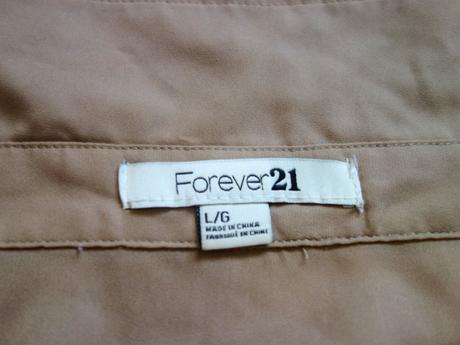 Forever21
L/G
MADE IN CHINA
FABRIQUÉ EN CHINE